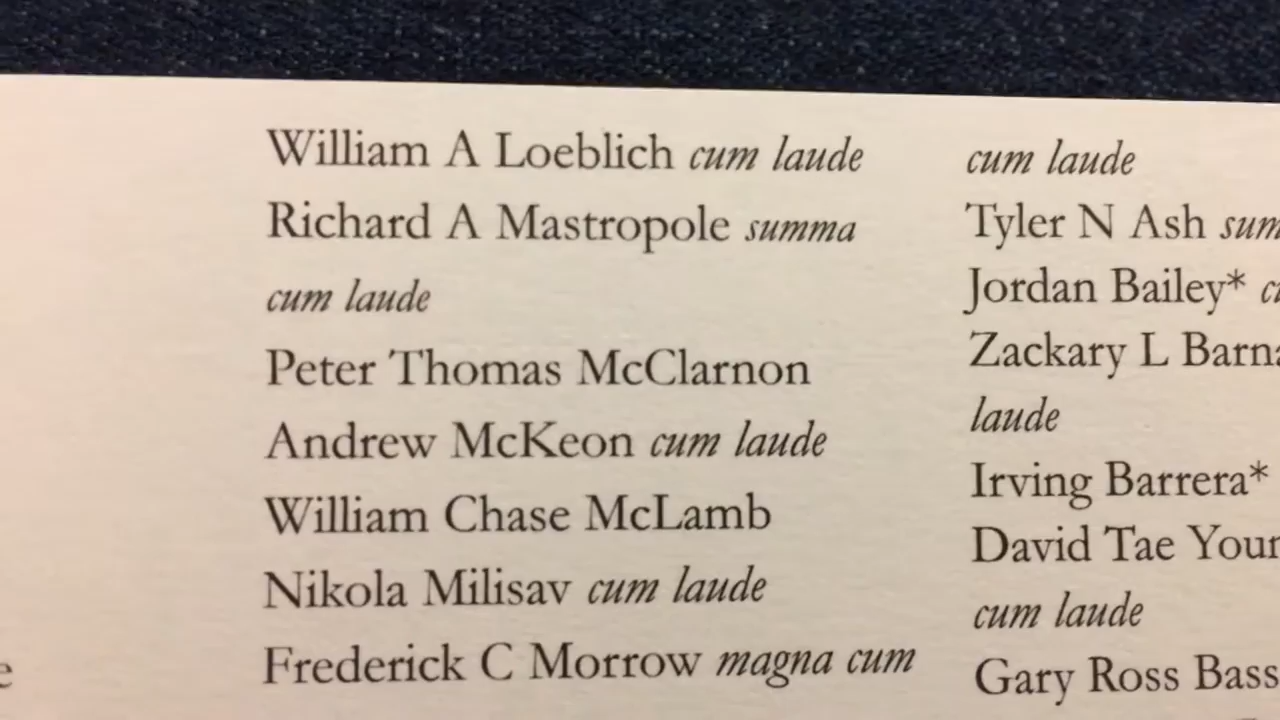 William A Loeblich cum laude
Richard A Mastropole summa
cum laude
Peter Thomas McClarnon
Andrew McKeon cum laude
William Chase McLamb
Nikola Milisav cum laude
Frederick C Morrow magna cum
cum laude
Tyler N Ash
Jordan Bailey*
Zackary L
laude
Irving Barrera*
David Tae
cum laude
Gary Ross